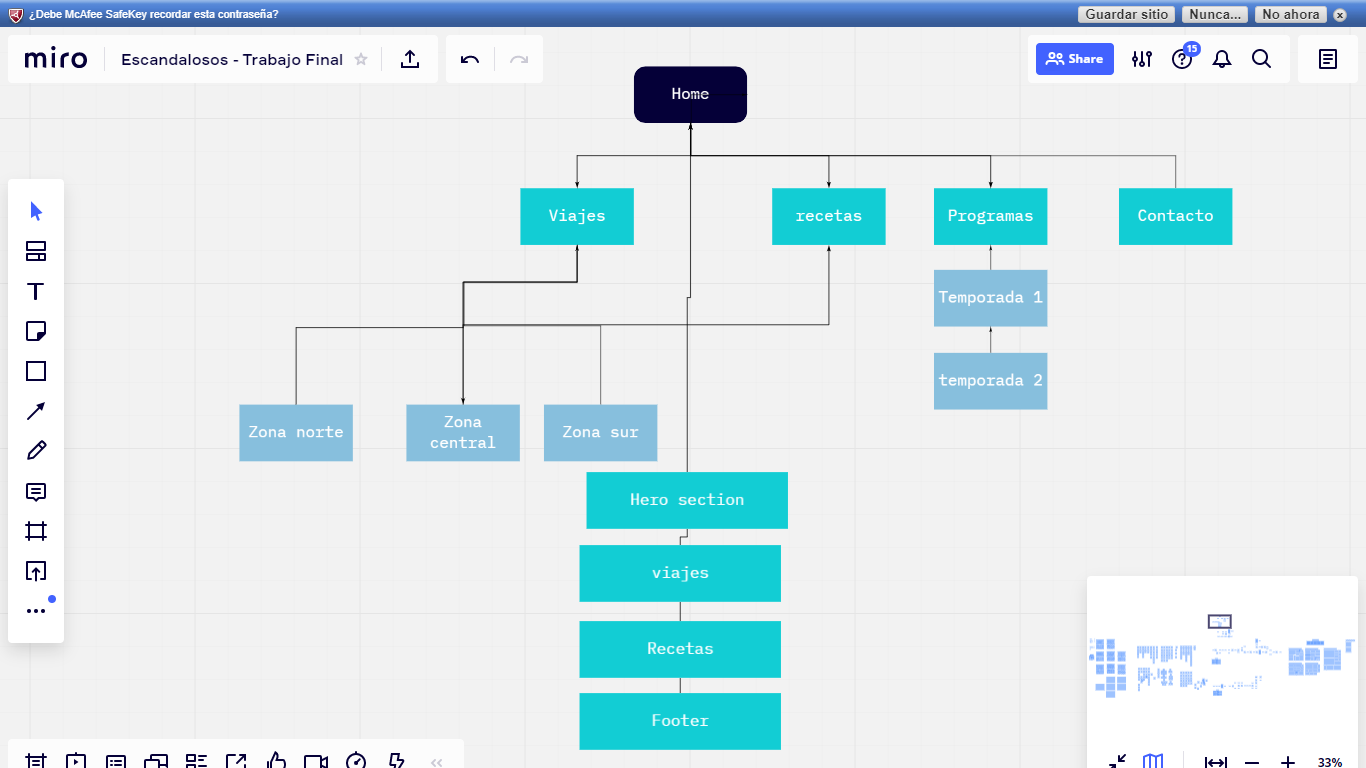 ¿Debe McAfee SafeKey recordar esta contraseña?
Guardar sitio
Nunca...
No ahora
miro
Escandalosos - Trabajo Final
Share
15
Home
Viajes
recetas
Programas
Contacto
Temporada 1
temporada 2
Zona norte
Zona
central
Zona sur
Hero section
viajes
Recetas
Footer
33%